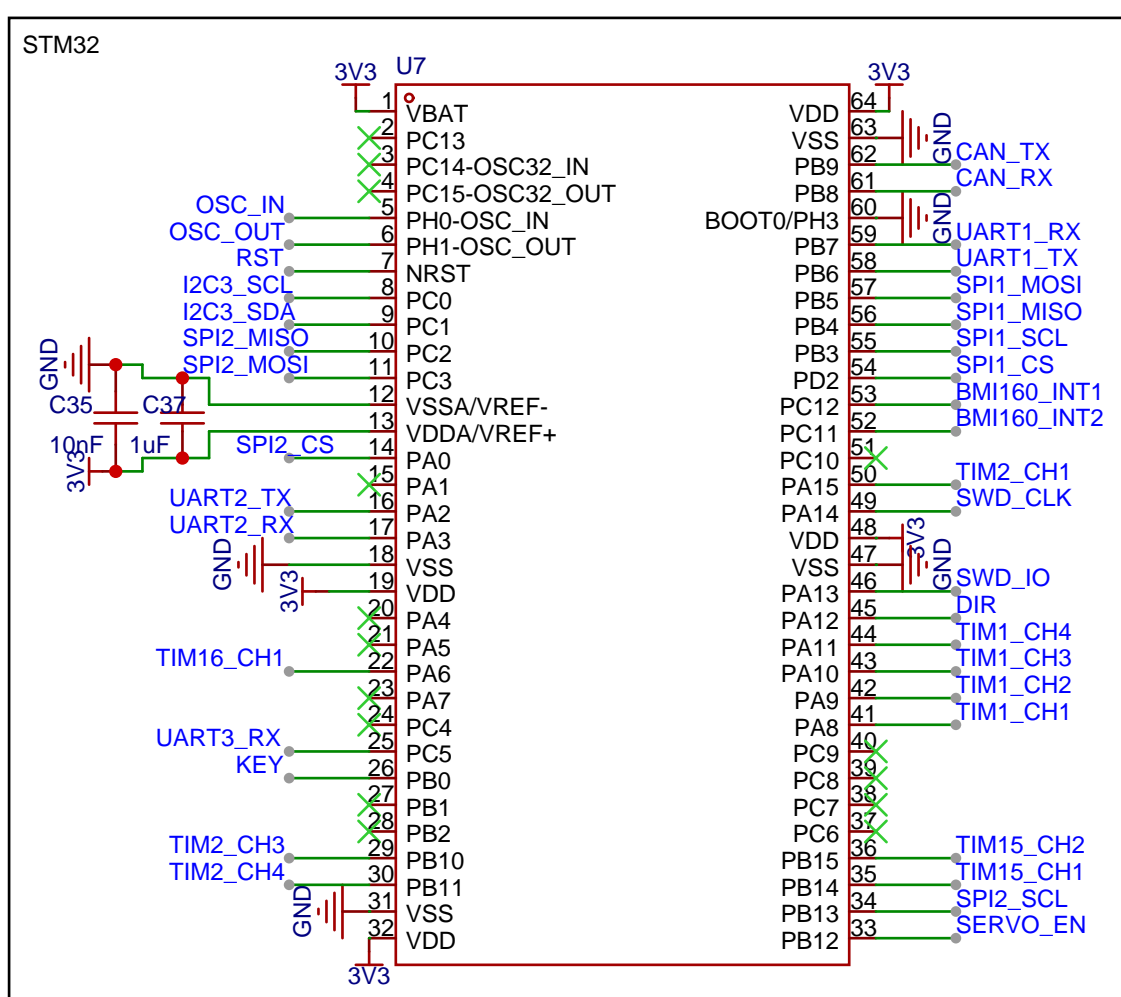 STM32
U7
3V3
3V3
1 VBAT
2 PC13
3 PC14-OSC32_IN
4 PC15-OSC32_OUT
OSC_IN 5 PH0-OSC_IN
OSC_OUT 6 PH1-OSC_OUT
RST 7 NRST
I2C3_SCL 8 PC0
I2C3_SDA 9 PC1
SPI2_MISO 10 PC2
SPI2_MOSI 11 PC3
GND
12 VSSA/VREF-
C35
C37
10nF
1uF
3V3
13 VDDA/VREF+
SPI2_CS 14 PA0
15 PA1
UART2_TX 16 PA2
UART2_RX 17 PA3
GND 18 VSS
3V3 19 VDD
20 PA4
21 PA5
TIM16_CH1 22 PA6
23 PA7
24 PC4
UART3_RX 25 PC5
KEY 26 PB0
27 PB1
28 PB2
TIM2_CH3 29 PB10
TIM2_CH4 30 PB11
GND 31 VSS
32 VDD
3V3
VDD 64
VSS 63 GND
PB9 62 CAN_TX
PB8 61 CAN_RX
BOOT0/PH3 60 GND
PB7 59 UART1_RX
PB6 58 UART1_TX
PB5 57 SPI1_MOSI
PB4 56 SPI1_MISO
PB3 55 SPI1_SCL
PD2 54 SPI1_CS
PC12 53 BMI160_INT1
PC11 52 BMI160_INT2
PC10 51
PA15 50 TIM2_CH1
PA14 49 SWD_CLK
VDD 48 3V3
VSS 47 GND
PA13 46 SWD_IO
PA12 45 DIR
PA11 44 TIM1_CH4
PA10 43 TIM1_CH3
PA9 42 TIM1_CH2
PA8 41 TIM1_CH1
PC9 40
PC8 39
PC7 38
PC6 37
PB15 36 TIM15_CH2
PB14 35 TIM15_CH1
PB13 34 SPI2_SCL
PB12 33 SERVO_EN